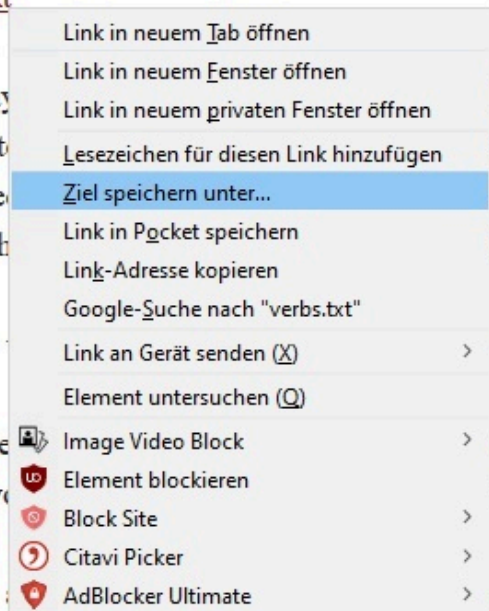 Link in neuem Tab öffnen
Link in neuem Fenster öffnen
Link in neuem privaten Fenster öffnen
Lesezeichen für diesen Link hinzufügen
Ziel speichern unter...
Link in Pocket speichern
Link-Adresse kopieren
Google-Suche nach "verbs.txt"
Link an Gerät senden (X)
Element untersuchen (Q)
Image Video Block
Element blockieren
Block Site
Citavi Picker
AdBlocker Ultimate